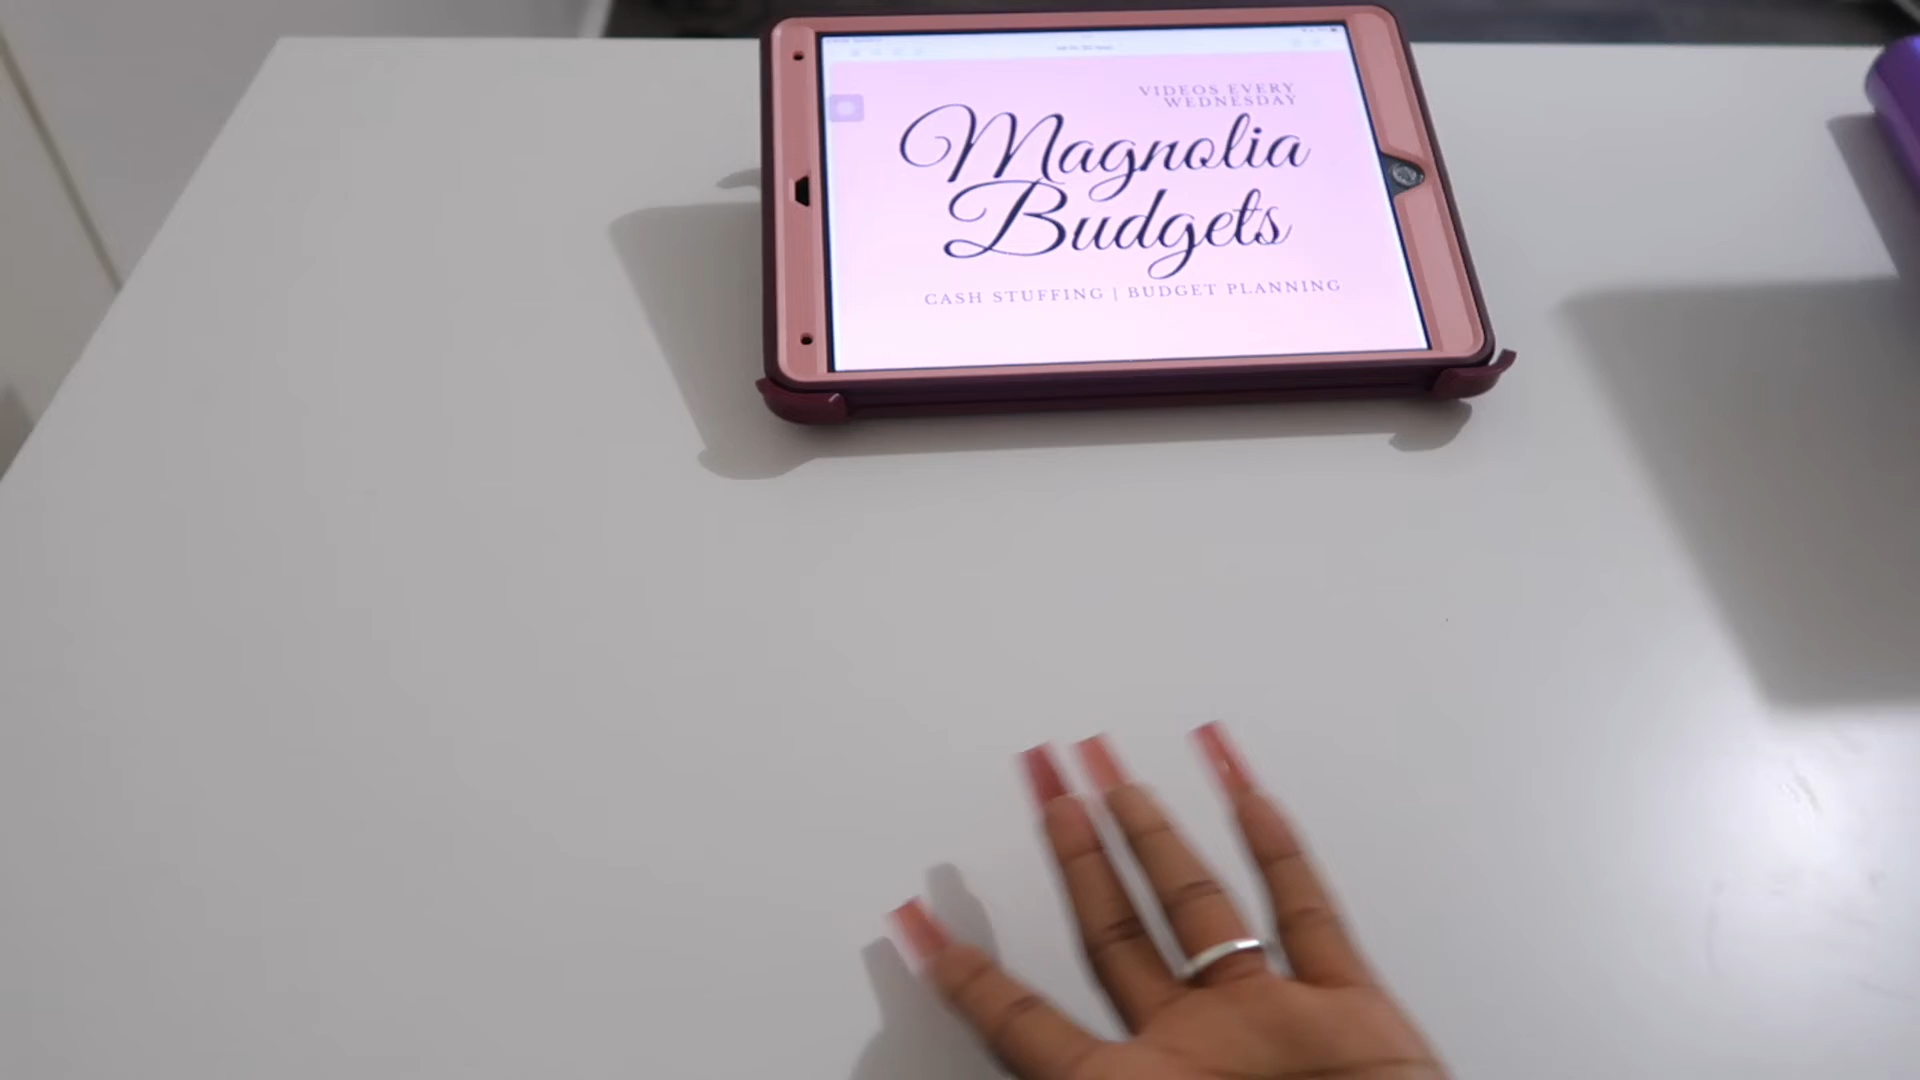 VIDEOS EVERY
WEDNESDAY
Magnolia
Budgets
CASH STUFFING | BUDGET PLANNING